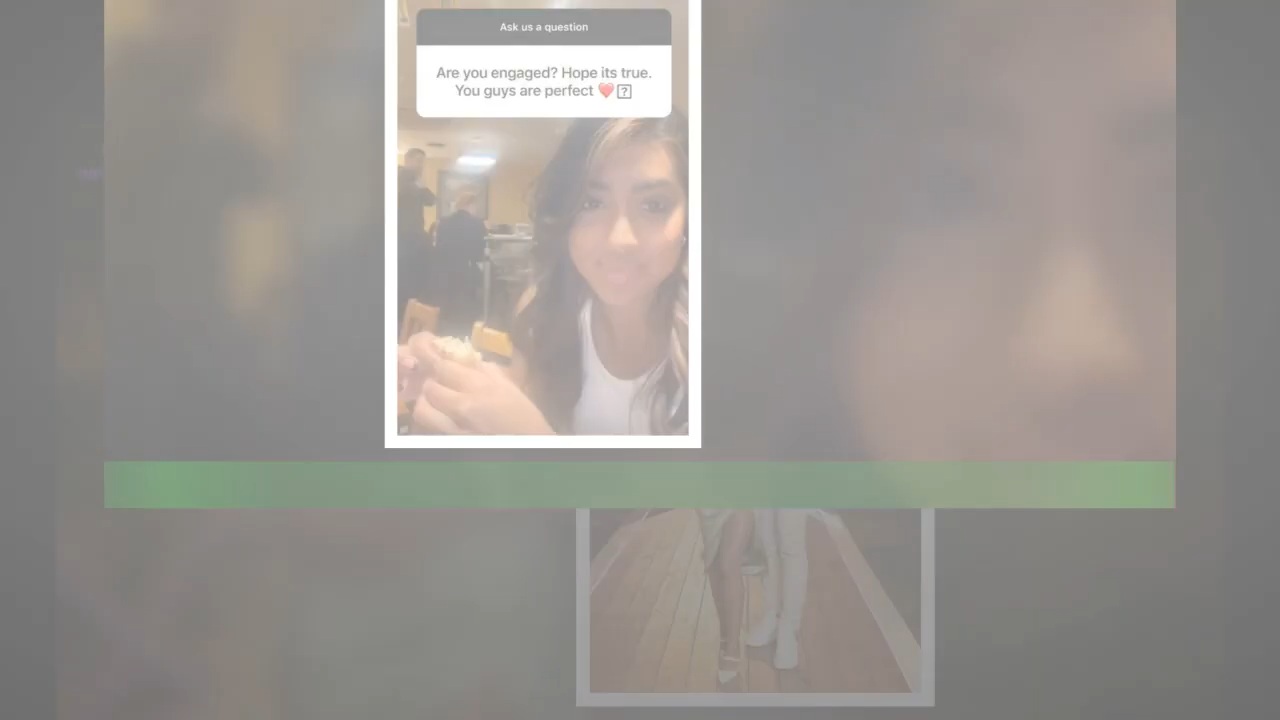 Ask us a question
Are you engaged? Hope its true.
You guys are perfect ❤️